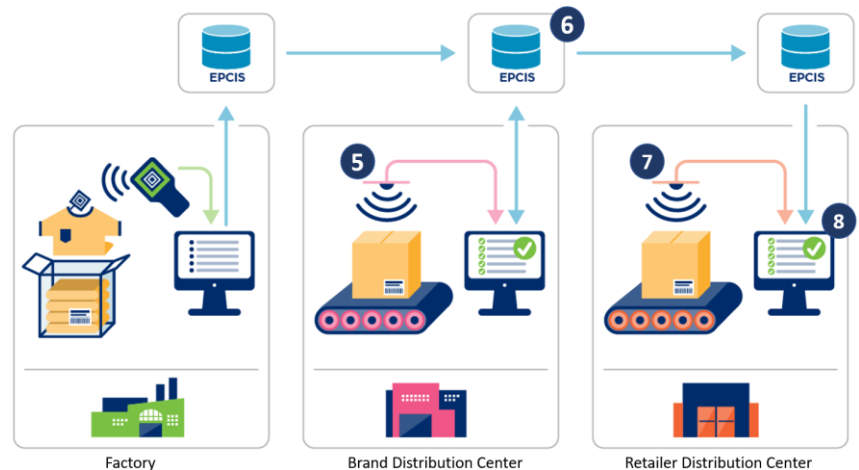 6
EPCIS
EPCIS
EPCIS
5
7
8
Factory
Brand Distribution Center
Retailer Distribution Center